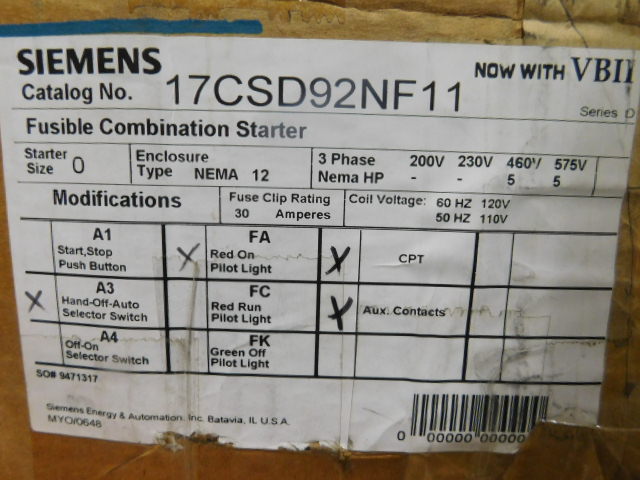 SIEMENS
NOW WITH VBII
Catalog No. 17CSD92NF11
Series D
Fusible Combination Starter
Starter Size 0
Enclosure Type NEMA 12
3 Phase 200V 230V 460V/ 575V
Nema HP - - 5 5
Modifications
Fuse Clip Rating
30 Amperes
Coil Voltage: 60 HZ 120V
50 HZ 110V
A1
Start,Stop
Push Button
X
FA
Red On
Pilot Light
X
CPT
X
A3
Hand-Off-Auto
Selector Switch
FC
Red Run
Pilot Light
X
Aux. Contacts
A4
Off-On
Selector Switch
FK
Green Off
Pilot Light
SO# 9471317
Siemens Energy & Automation, Inc. Batavia, IL U.S.A.
MYO/0648
0 00000 00000